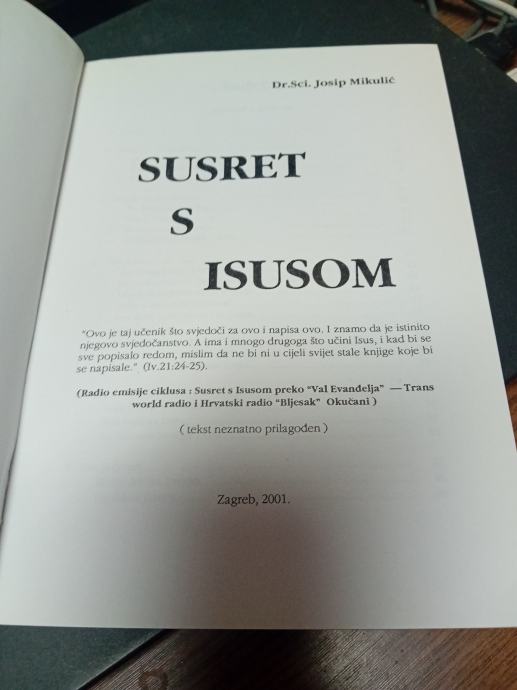 Dr.Sci. Josip Mikulić
SUSRET
S
ISUSOM
"Ovo je taj učenik što svjedoči za ovo i napisa ovo. I znamo da je istinito
njegovo svjedočanstvo. A ima i mnogo drugoga što učini Isus, i kad bi se
sve popisalo redom, mislim da ne bi ni u cijeli svijet stale knjige koje bi
se napisale." (Iv.21:24-25).
(Radio emisije ciklusa : Susret s Isusom preko "Val Evanđelja" — Trans
world radio i Hrvatski radio "Bljesak" Okučani )
( tekst neznatno prilagođen )
Zagreb, 2001.